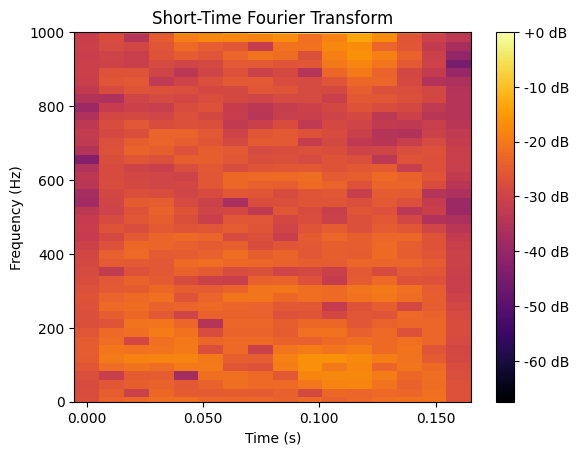 Short-Time Fourier Transform
Frequency (Hz)
1000
800
600
400
200
0
0.000 0.050 0.100 0.150
Time (s)
+0 dB
-10 dB
-20 dB
-30 dB
-40 dB
-50 dB
-60 dB